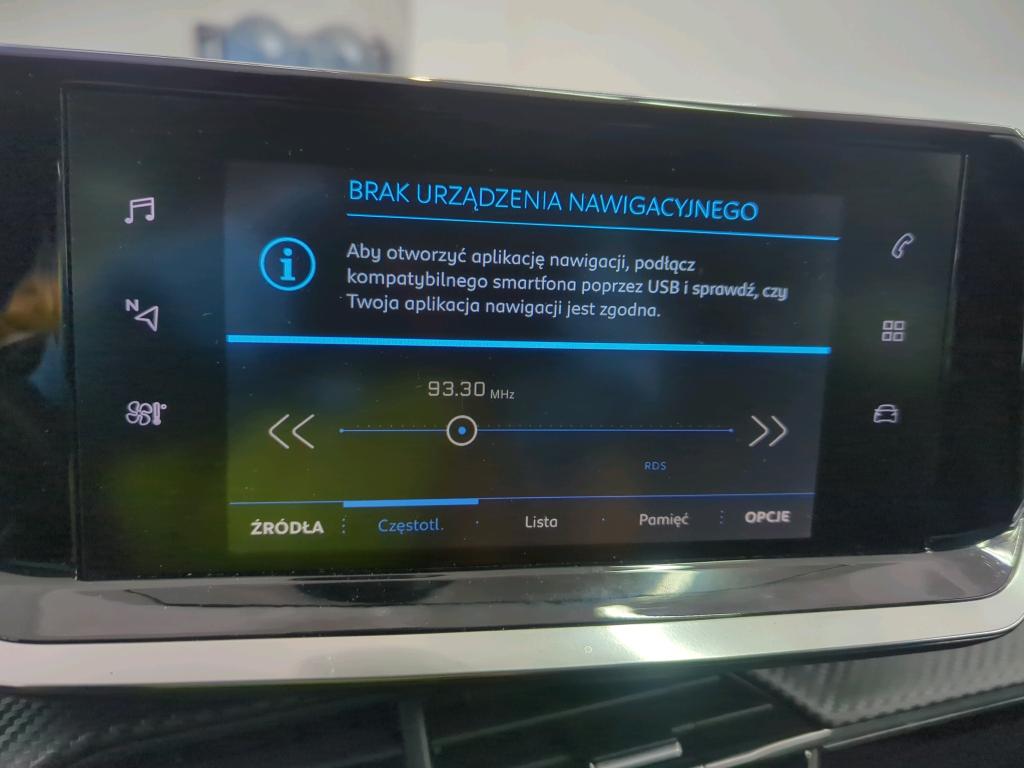 BRAK URZĄDZENIA NAWIGACYJNEGO
Aby otworzyć aplikację nawigacji, podłącz
kompatybilnego smartfona poprzez USB i sprawdź, czy
Twoja aplikacja nawigacji jest zgodna.
N
93.30 MHz
RDS
ŹRÓDŁA Częstotl. Lista Pamięć OPCJE